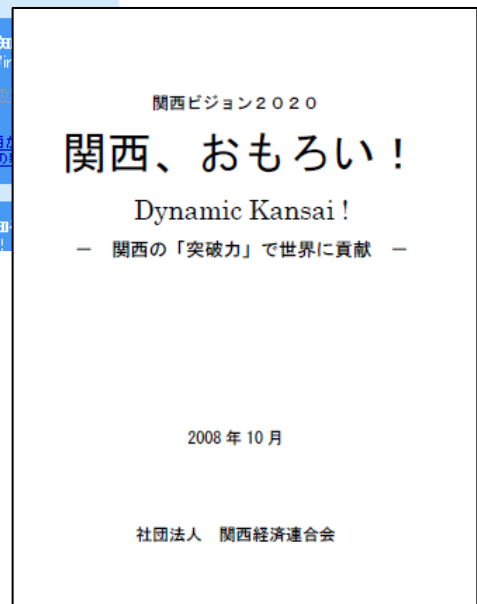 関西ビジョン２０２０
関西、おもろい！
Dynamic Kansai !
－ 関西の「突破力」で世界に貢献 －
2008 年 10 月
社団法人 関西経済連合会